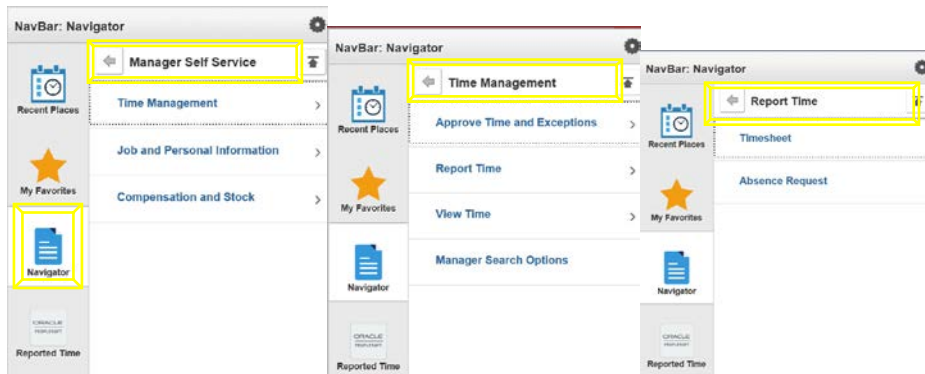 NavBar: Navigator
Manager Self Service
Recent Places
Time Management
Job and Personal Information
My Favorites
Compensation and Stock
Navigator
ORACLE
PEOPLESOFT
Reported Time
NavBar: Navigator
Time Management
Recent Places
Approve Time and Exceptions
Report Time
My Favorites
View Time
Manager Search Options
Navigator
ORACLE
PEOPLESOFT
Reported Time
NavBar: Navigator
Report Time
Recent Places
Timesheet
Absence Request
My Favorites
Navigator
ORACLE
PEOPLESOFT
Reported Time